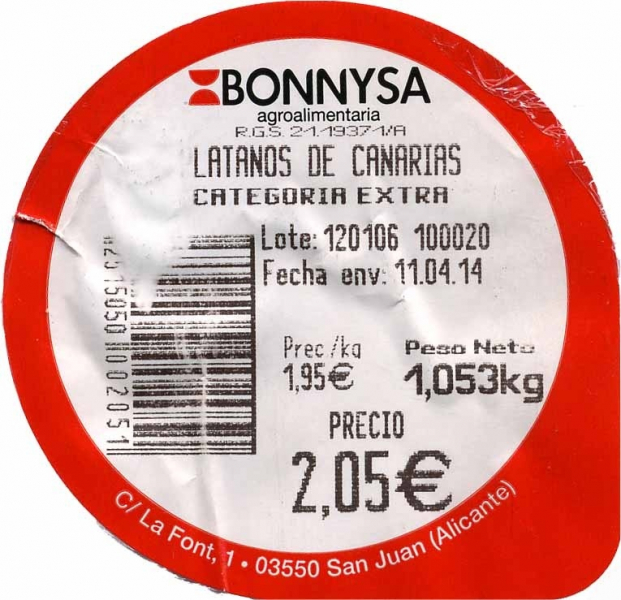 BONNYSA
agroalimentaria
R.G.S. 21.19371/A
LATANOS DE CANARIAS
CATEGORIA EXTRA
Lote: 120106 100020
Fecha env: 11.04.14
Prec/kg
1,95€
Peso Neto
1,053kg
PRECIO
2,05€
C/ La Font, 1 • 03550 San Juan (Alicante)